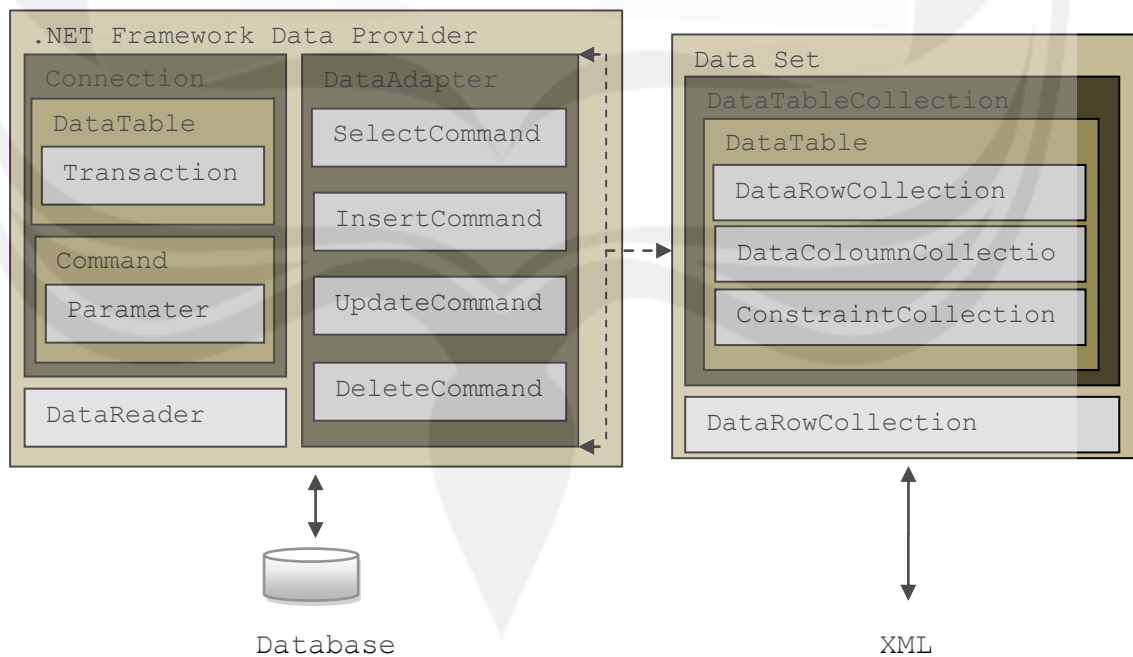 .NET Framework Data Provider
Connection
DataTable
Transaction
Command
Paramater
DataReader
DataAdapter
SelectCommand
InsertCommand
UpdateCommand
DeleteCommand
Database
Data Set
DataTableCollection
DataTable
DataRowCollection
DataColoumnCollectio
ConstraintCollection
DataRowCollection
XML